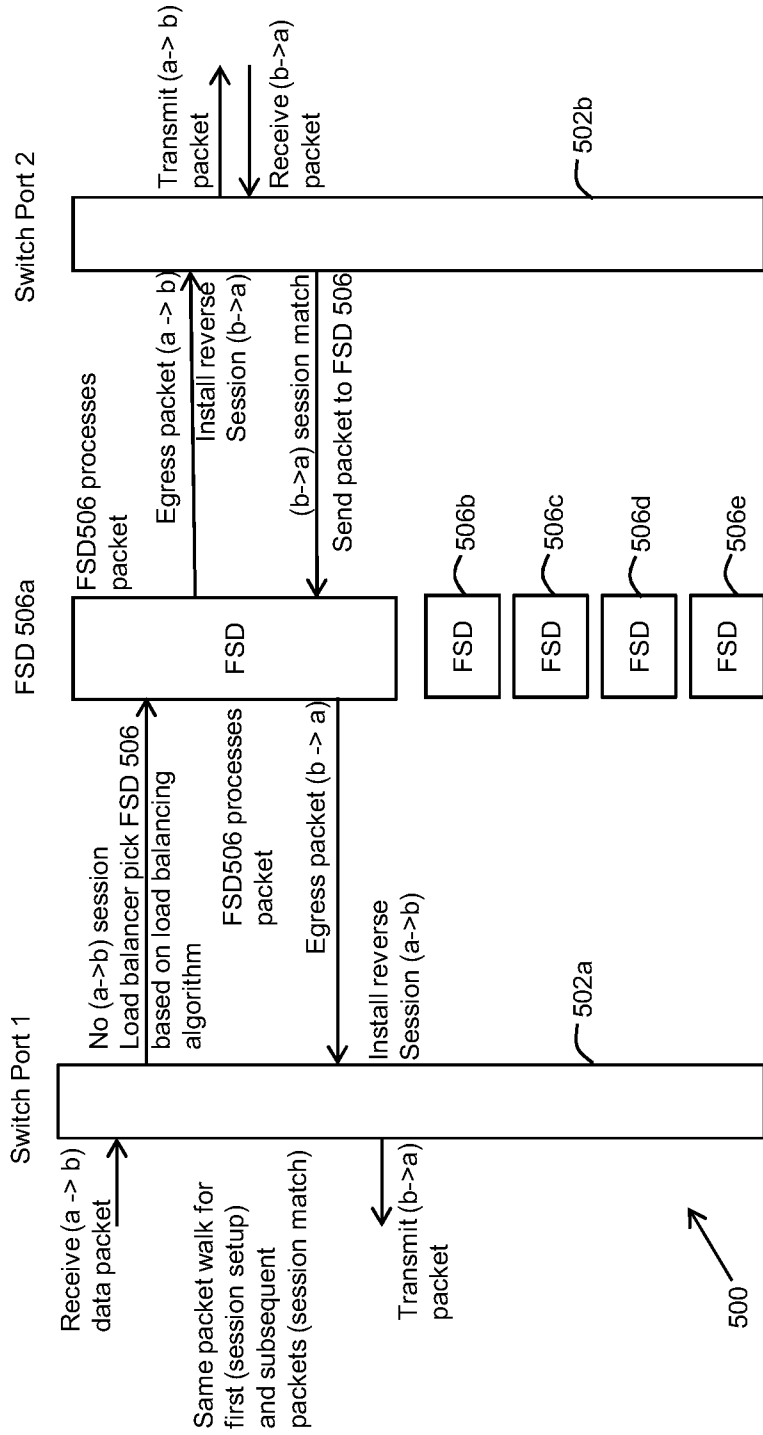 Switch Port 1
FSD 506a
Switch Port 2
Receive (a -> b)
data packet
No (a->b) session
Load balancer pick FSD 506
based on load balancing
algorithm
FSD506 processes
packet
Egress packet (a -> b)
Install reverse
Session (b->a)
Transmit (a-> b)
packet
Receive (b->a)
packet
Same packet walk for
first (session setup)
and subsequent
packets (session match)
FSD506 processes
packet
Egress packet (b -> a)
FSD
(b->a) session match
Send packet to FSD 506
Install reverse
Session (a->b)
Transmit (b->a)
packet
FSD
506b
FSD
506c
FSD
506d
FSD
506e
500
502a
502b